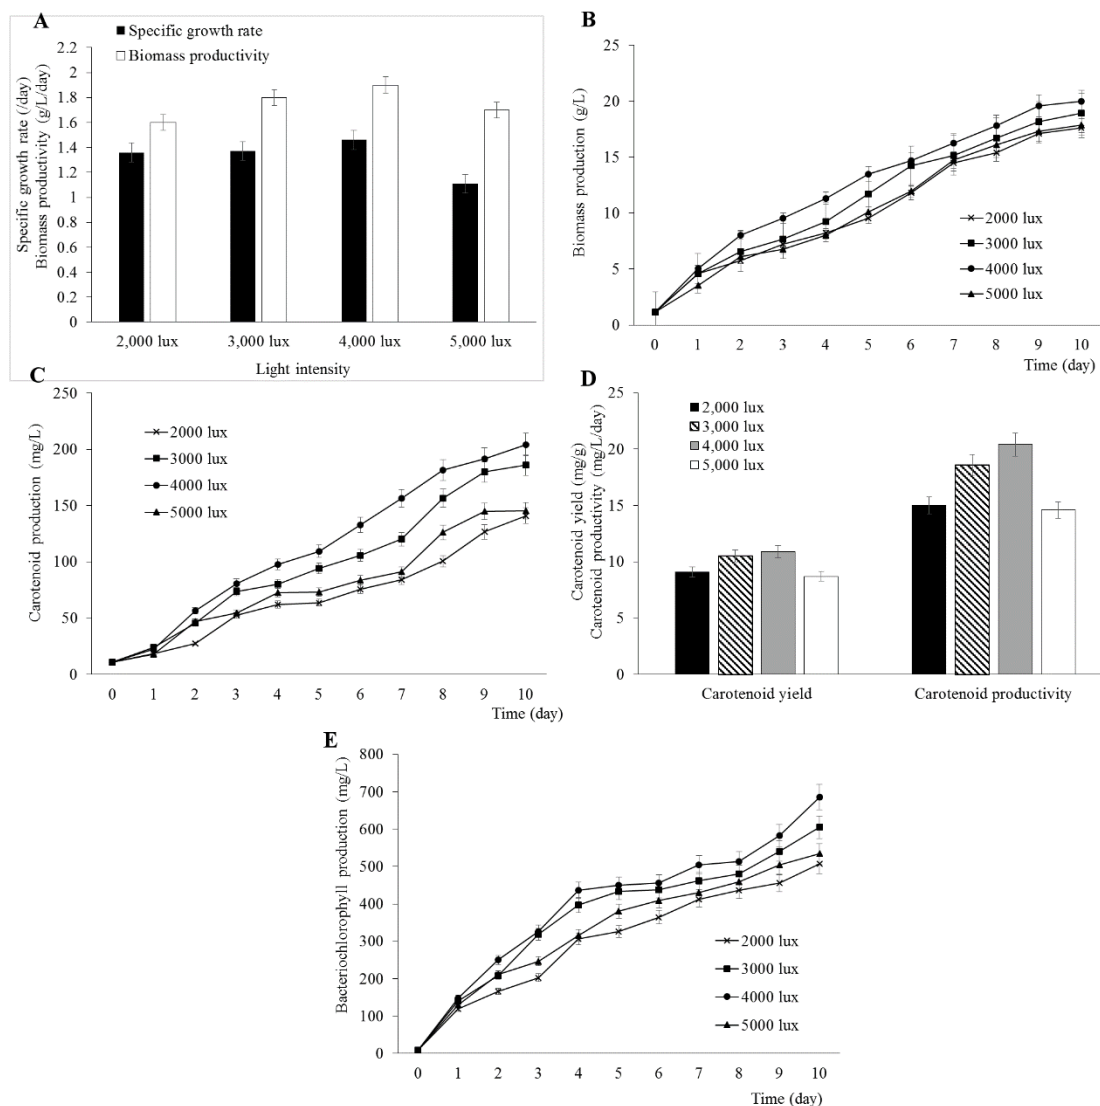 A
Specific growth rate
Biomass productivity
Specific growth rate (/day)
Biomass productivity (g/L/day)
2.2
2
1.8
1.6
1.4
1.2
1
0.8
0.6
0.4
0.2
0
2,000 lux 3,000 lux 4,000 lux 5,000 lux
Light intensity
B
Biomass production (g/L)
25
20
15
10
5
0
2000 lux
3000 lux
4000 lux
5000 lux
0 1 2 3 4 5 6 7 8 9 10
Time (day)
C
Carotenoid production (mg/L)
250
200
150
100
50
0
2000 lux
3000 lux
4000 lux
5000 lux
0 1 2 3 4 5 6 7 8 9 10
Time (day)
D
Carotenoid yield (mg/g)
Carotenoid productivity (mg/L/day)
25
20
15
10
5
0
2,000 lux
3,000 lux
4,000 lux
5,000 lux
Carotenoid yield Carotenoid productivity
E
Bacteriochlorophyll production (mg/L)
800
700
600
500
400
300
200
100
0
2000 lux
3000 lux
4000 lux
5000 lux
0 1 2 3 4 5 6 7 8 9 10
Time (day)